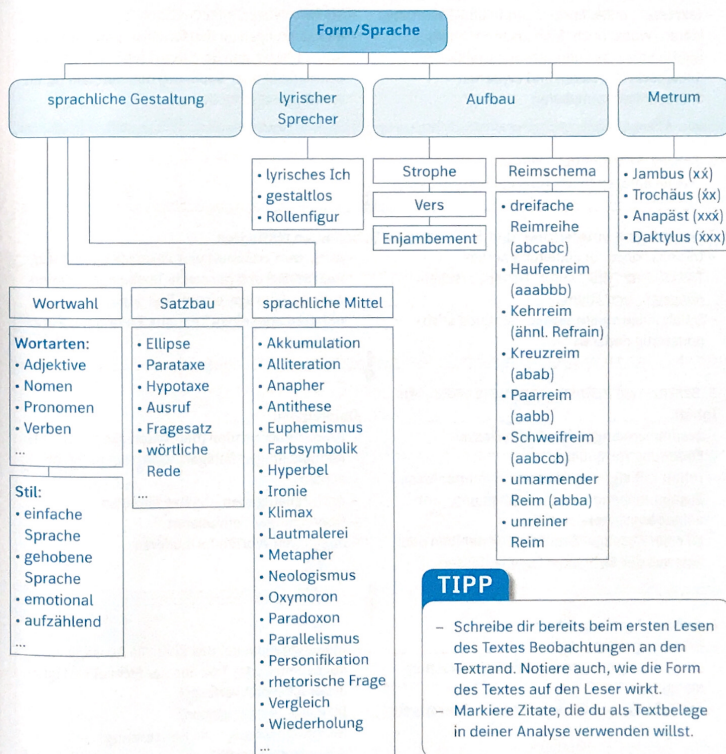 Form/Sprache
sprachliche Gestaltung
lyrischer
Sprecher
Aufbau
Metrum
• lyrisches Ich
• gestaltlos
• Rollenfigur
Strophe
Vers
Enjambement
Reimschema
• dreifache
Reimreihe
(abcabc)
• Haufenreim
(aaabbb)
• Kehrreim
(ähnl. Refrain)
• Kreuzreim
(abab)
• Paarreim
(aabb)
• Schweifreim
(aabccb)
• umarmender
Reim (abba)
• unreiner
Reim
• Jambus (xx́)
• Trochäus (x́x)
• Anapäst (xxx́)
• Daktylus (x́xx)
Wortwahl
Wortarten:
• Adjektive
• Nomen
• Pronomen
• Verben
...
Stil:
• einfache
Sprache
• gehobene
Sprache
• emotional
• aufzählend
...
Satzbau
• Ellipse
• Parataxe
• Hypotaxe
• Ausruf
• Fragesatz
• wörtliche
Rede
...
sprachliche Mittel
• Akkumulation
• Alliteration
• Anapher
• Antithese
• Euphemismus
• Farbsymbolik
• Hyperbel
• Ironie
• Klimax
• Lautmalerei
• Metapher
• Neologismus
• Oxymoron
• Paradoxon
• Parallelismus
• Personifikation
• rhetorische Frage
• Vergleich
• Wiederholung
...
TIPP
– Schreibe dir bereits beim ersten Lesen
des Textes Beobachtungen an den
Textrand. Notiere auch, wie die Form
des Textes auf den Leser wirkt.
– Markiere Zitate, die du als Textbelege
in deiner Analyse verwenden willst.